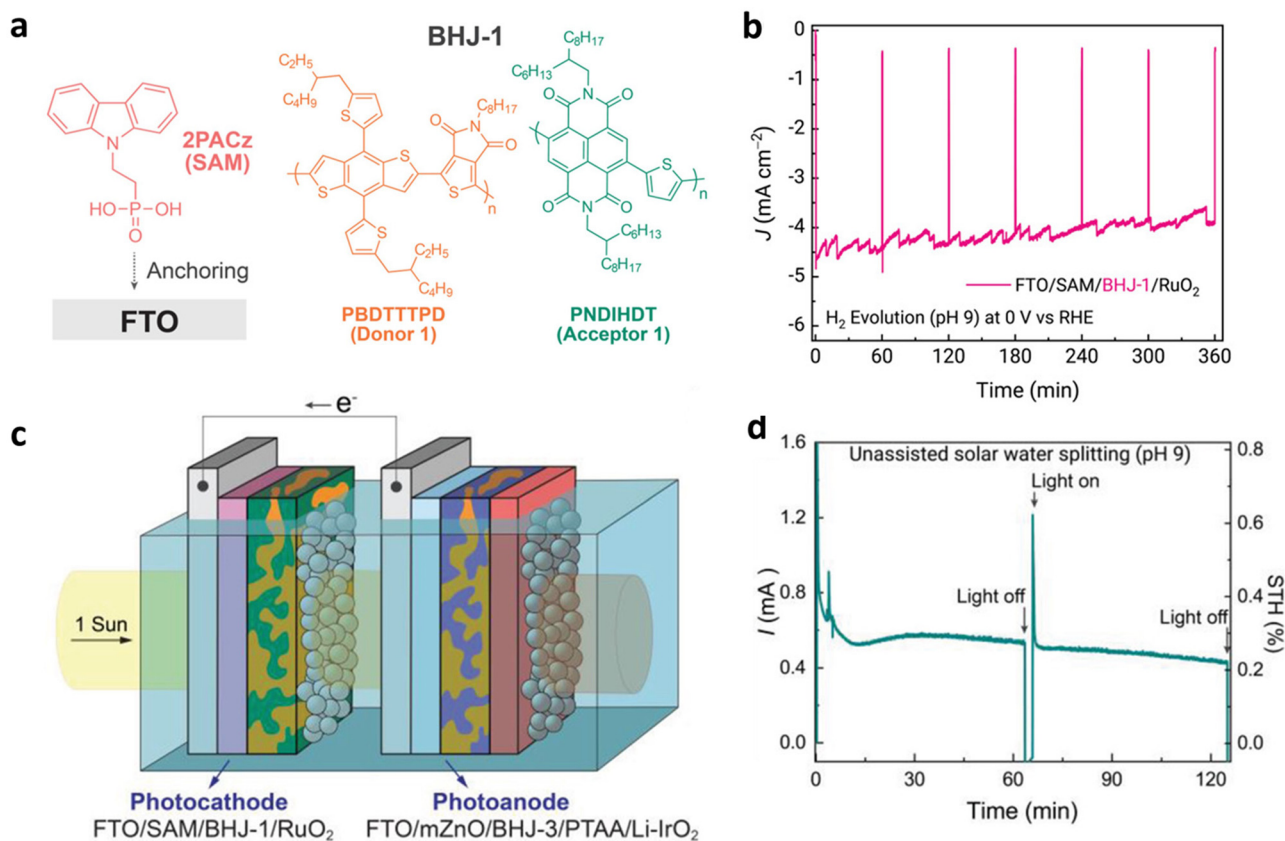 a
BHJ-1
2PACz
(SAM)
N
HO
P
OH
O
Anchoring
FTO
C₂H₅
C₄H₉
S
C₈H₁₇
N
O
O
S
S
S
n
S
C₂H₅
C₄H₉
PBDTTTPD
(Donor 1)
C₈H₁₇
C₆H₁₃
O
N
O
S
n
O
N
O
C₆H₁₃
C₈H₁₇
PNDIHDT
(Acceptor 1)
b
0
-1
-2
-3
-4
-5
-6
J (mA cm⁻²)
FTO/SAM/BHJ-1/RuO₂
H₂ Evolution (pH 9) at 0 V vs RHE
0 60 120 180 240 300 360
Time (min)
c
e⁻
1 Sun
Photocathode
FTO/SAM/BHJ-1/RuO₂
Photoanode
FTO/mZnO/BHJ-3/PTAA/Li-IrO₂
d
1.6
1.2
0.8
0.4
0.0
I (mA)
Unassisted solar water splitting (pH 9)
Light on
Light off
Light off
0.8
0.6
0.4
0.2
0.0
STH (%)
0 30 60 90 120
Time (min)